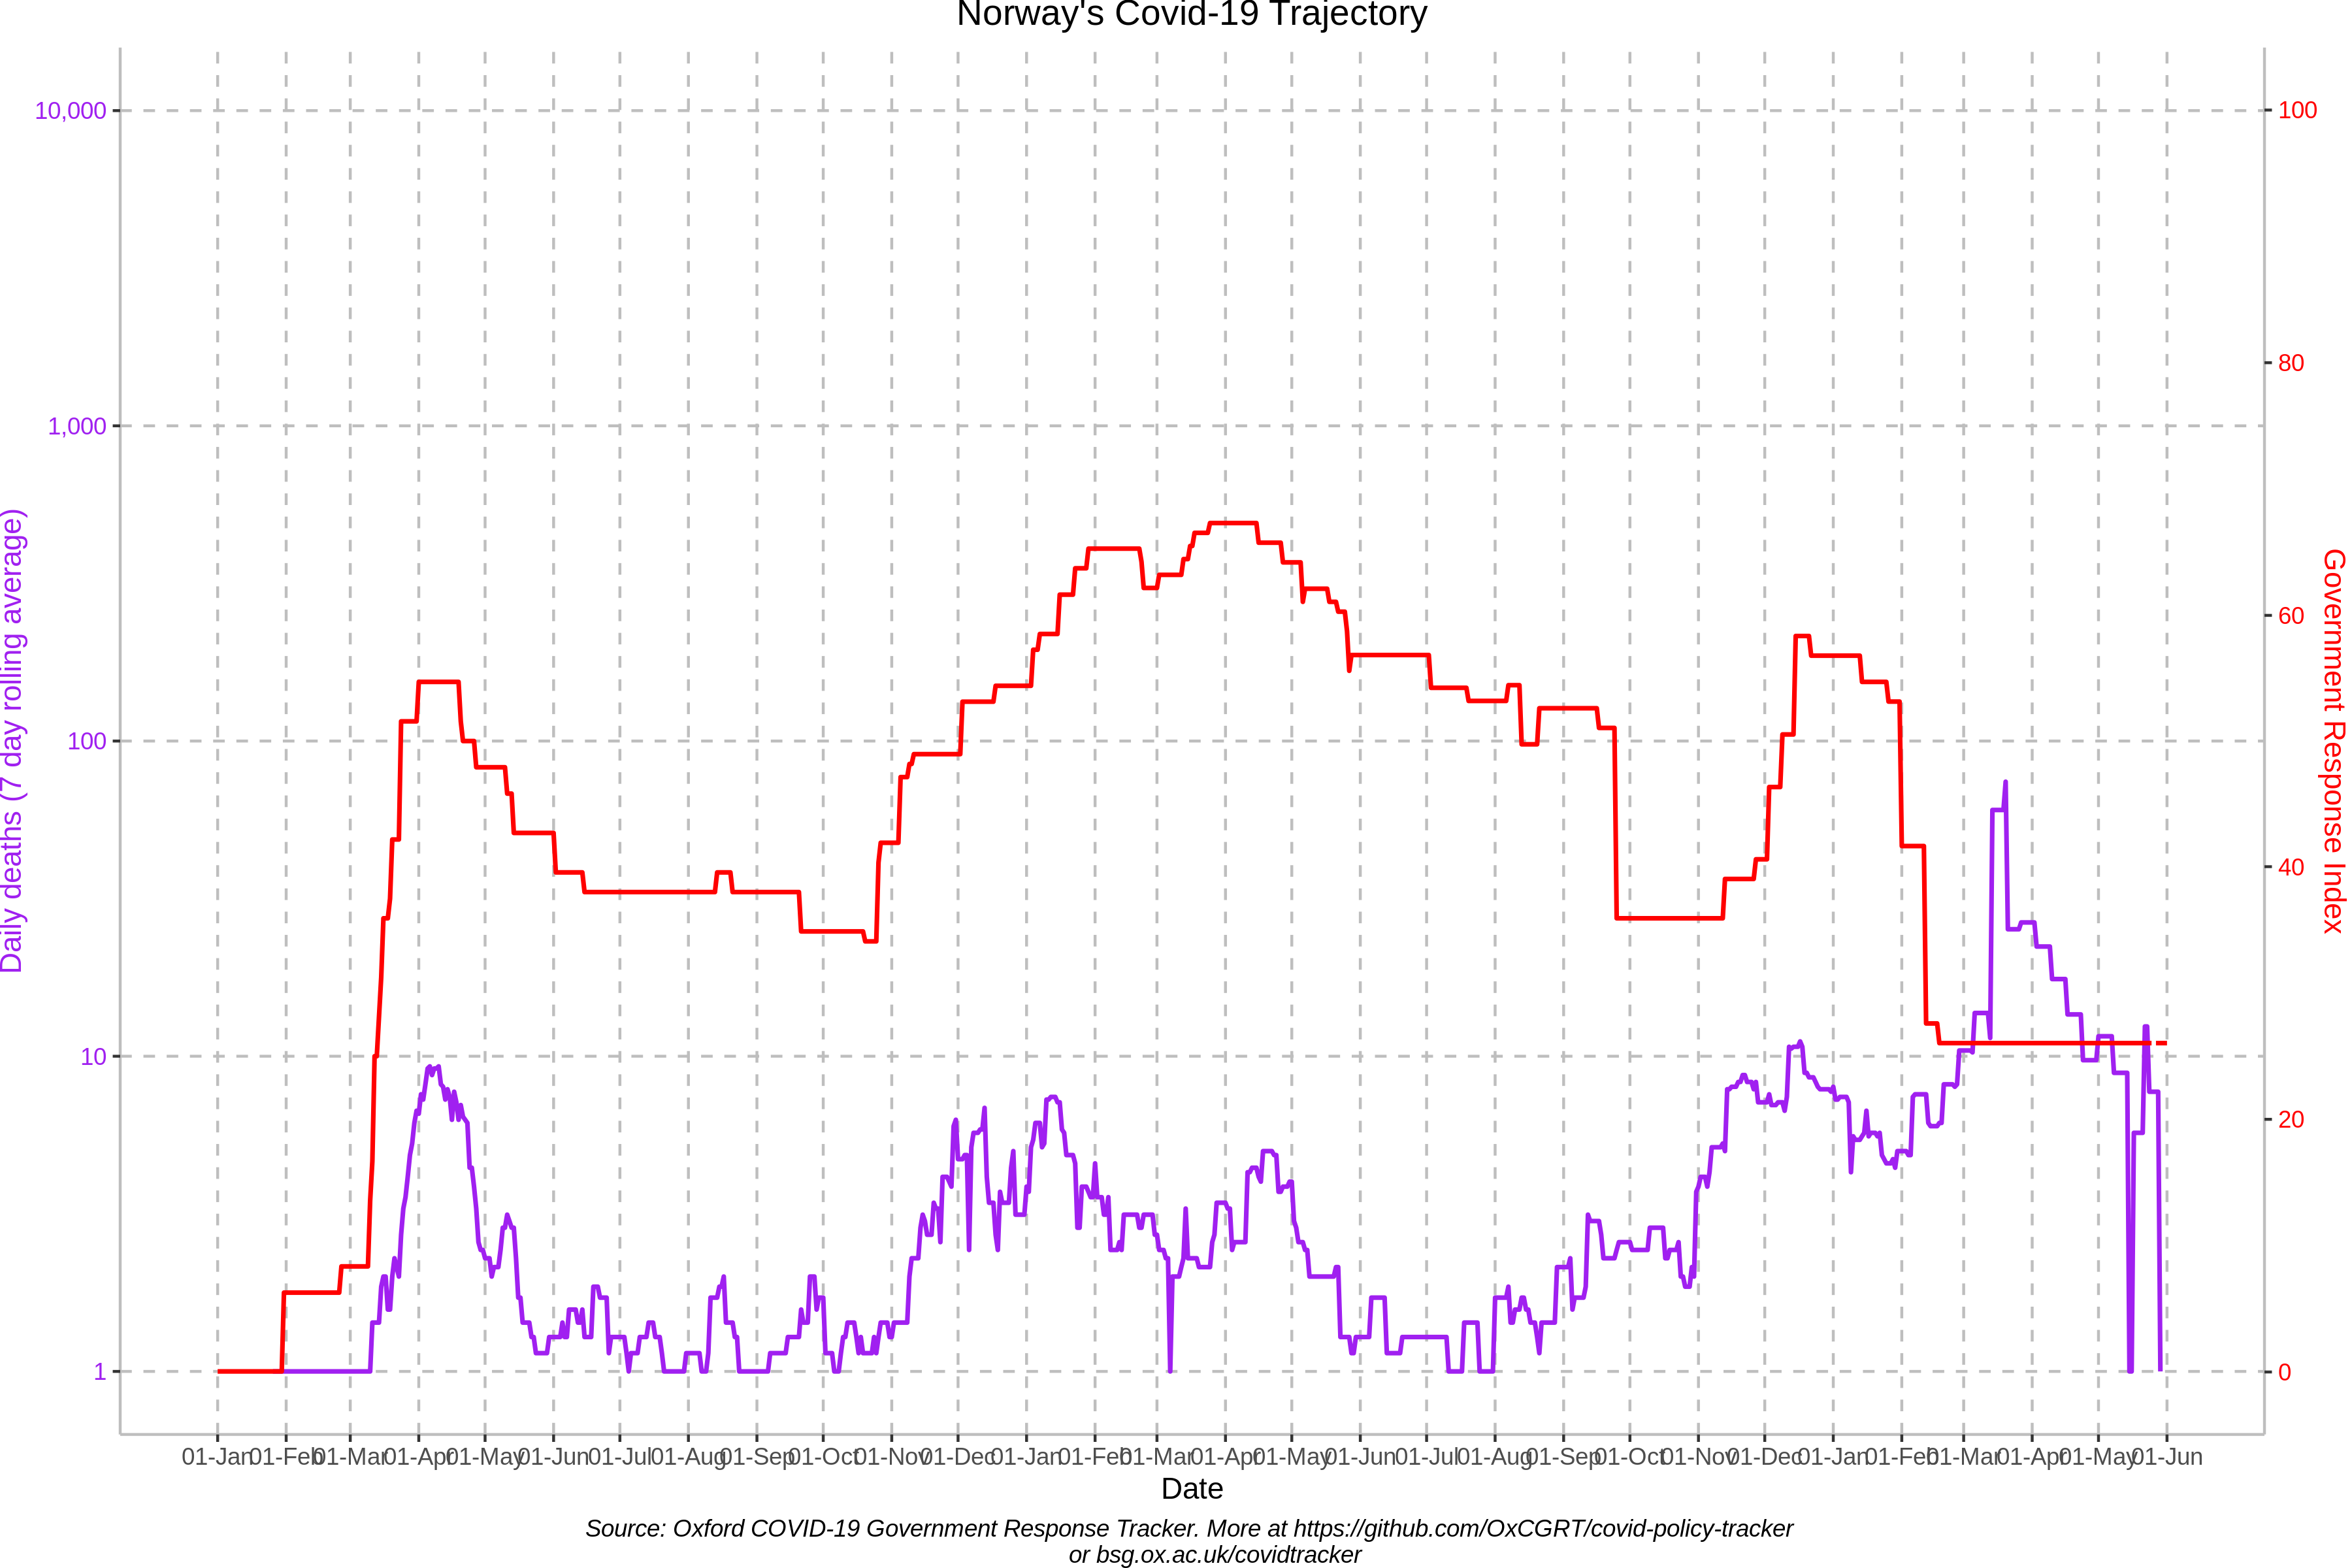 Norway's Covid-19 Trajectory
Daily deaths (7 day rolling average)
10,000
1,000
100
10
1
Government Response Index
100
80
60
40
20
0
01-Jan 01-Feb 01-Mar 01-Apr 01-May 01-Jun 01-Jul 01-Aug 01-Sep 01-Oct 01-Nov 01-Dec 01-Jan 01-Feb 01-Mar 01-Apr 01-May 01-Jun 01-Jul 01-Aug 01-Sep 01-Oct 01-Nov 01-Dec 01-Jan 01-Feb 01-Mar 01-Apr 01-May 01-Jun
Date
Source: Oxford COVID-19 Government Response Tracker. More at https://github.com/OxCGRT/covid-policy-tracker
or bsg.ox.ac.uk/covidtracker